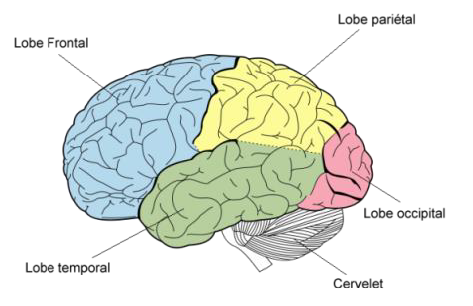 Lobe pariétal
Lobe Frontal
Lobe occipital
Lobe temporal
Cervelet